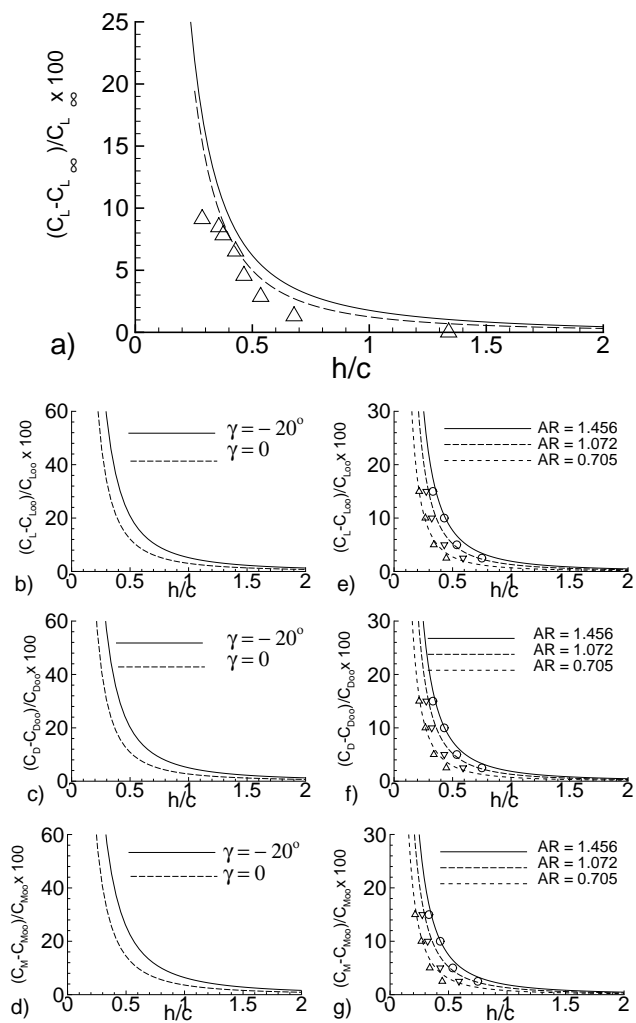 (C_L-C_L∞)/C_L∞ x 100
25
20
15
10
5
0
0 0.5 1 1.5 2
h/c
a)
(C_L-C_Loo)/C_Loo x 100
60
40
20
0
0 0.5 1 1.5 2
h/c
γ = − 20°
γ = 0
b)
(C_L-C_Loo)/C_Loo x 100
30
20
10
0
0 0.5 1 1.5 2
h/c
AR = 1.456
AR = 1.072
AR = 0.705
e)
(C_D-C_Doo)/C_Doo x 100
60
40
20
0
0 0.5 1 1.5 2
h/c
γ = − 20°
γ = 0
c)
(C_D-C_Doo)/C_Doo x 100
30
20
10
0
0 0.5 1 1.5 2
h/c
AR = 1.456
AR = 1.072
AR = 0.705
f)
(C_M-C_Moo)/C_Moo x 100
60
40
20
0
0 0.5 1 1.5 2
h/c
γ = − 20°
γ = 0
d)
(C_M-C_Moo)/C_Moo x 100
30
20
10
0
0 0.5 1 1.5 2
h/c
AR = 1.456
AR = 1.072
AR = 0.705
g)